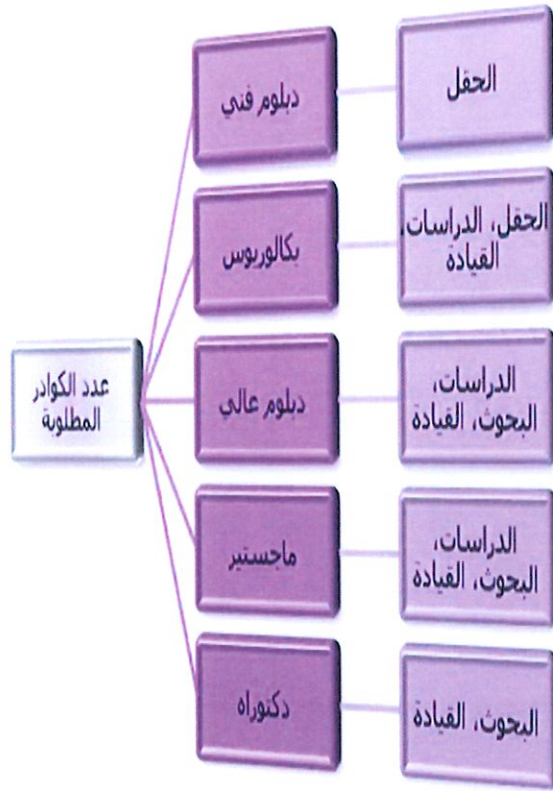 عدد الكوادر
المطلوبة
دبلوم فني
الحقل
بكالوريوس
الحقل، الدراسات،
القيادة
دبلوم عالي
الدراسات،
البحوث، القيادة
ماجستير
الدراسات،
البحوث، القيادة
دكتوراه
البحوث، القيادة